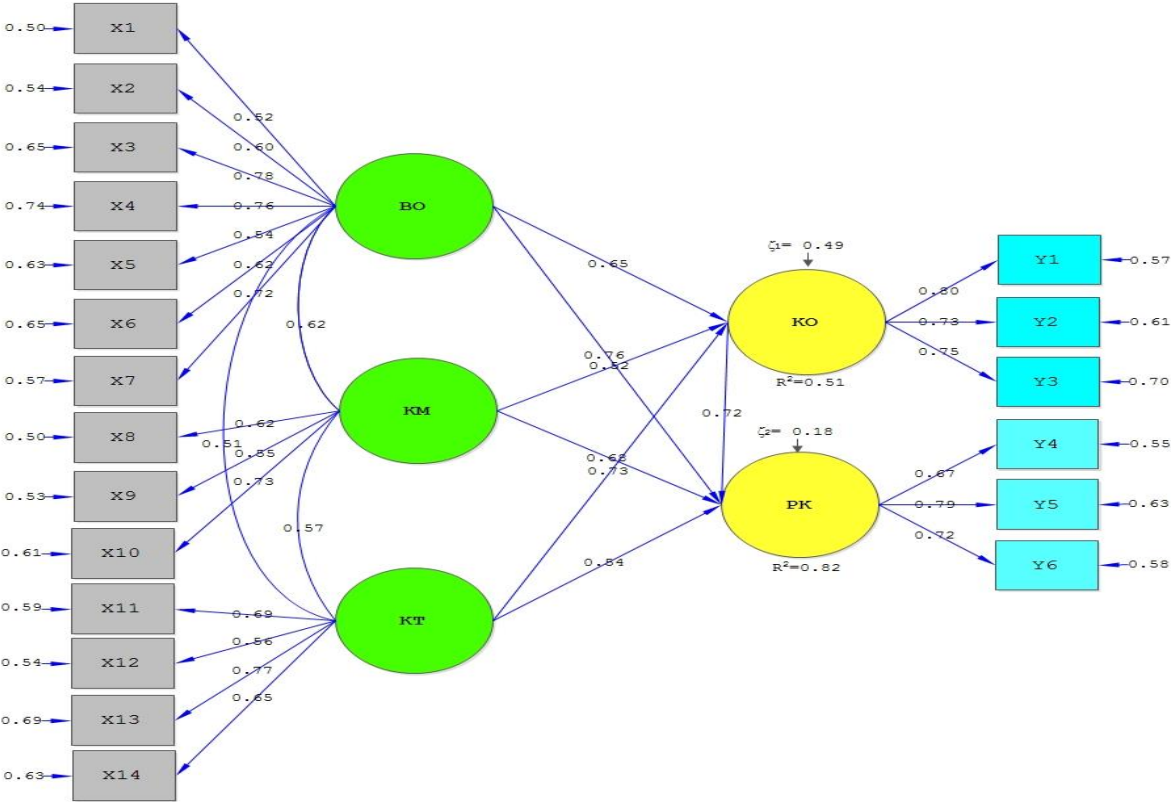 0.50 X1
0.54 X2
0.52
0.65 X3
0.60
0.78
0.74 X4
0.76
BO
0.54
0.63 X5
0.62
0.72
0.65 X6
0.62
0.57 X7
KM
0.50 X8
0.62
0.51
0.55
0.53 X9
0.73
0.57
0.61 X10
0.59 X11
0.69
KT
0.56
0.54 X12
0.77
0.65
0.69 X13
0.63 X14
0.65
0.76
0.52
0.68
0.73
0.54
0.72
ζ1= 0.49
KO
R²=0.51
ζ2= 0.18
PK
R²=0.82
Y1 0.57
0.80
0.73
Y2 0.61
0.75
Y3 0.70
Y4 0.55
0.67
0.79
Y5 0.63
0.72
Y6 0.58